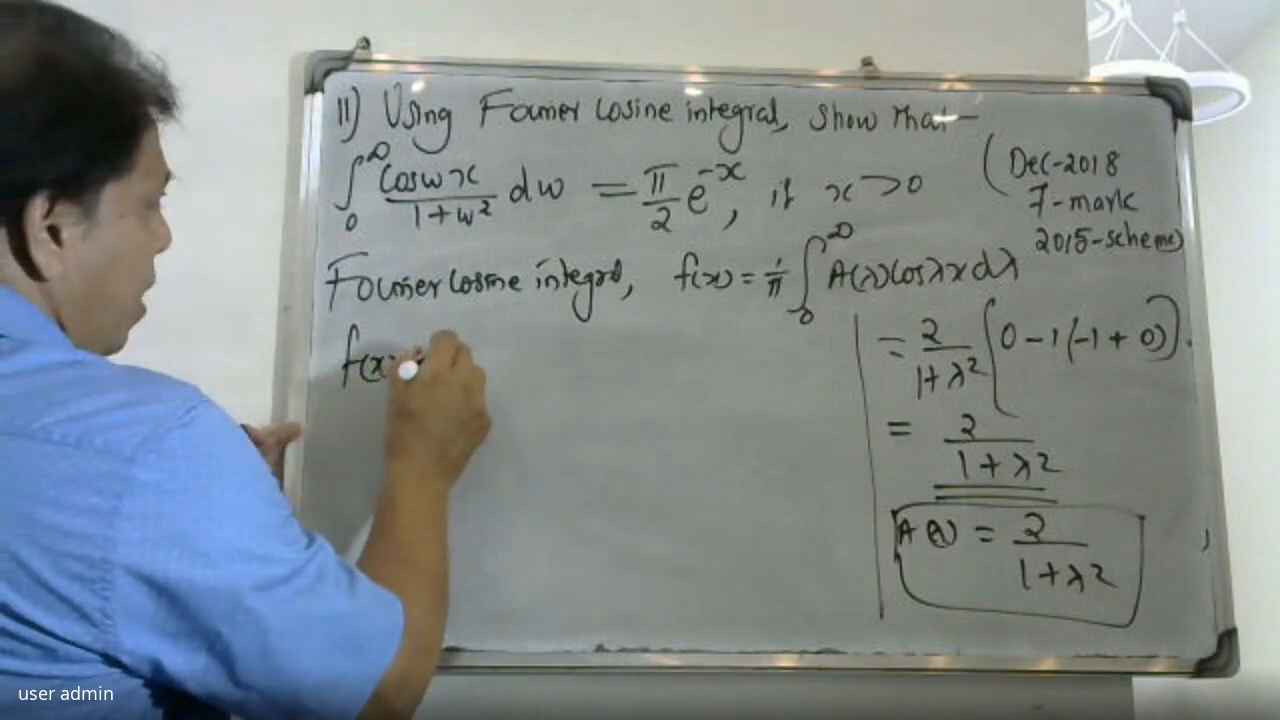 11) Using Fourier Cosine integral, show that —
∫₀^∞ cos wx / (1+w²) dw = π/2 e^(-x), if x > 0
(Dec-2018
7-mark
2015-scheme)
Fourier Cosine integral, f(x) = 1/π ∫₀^∞ A(λ) cos λx dλ
f(x)
= 2/(1+λ²) (0 - 1(-1 + 0)).
= 2/(1+λ²)
A(λ) = 2/(1+λ²)
user admin